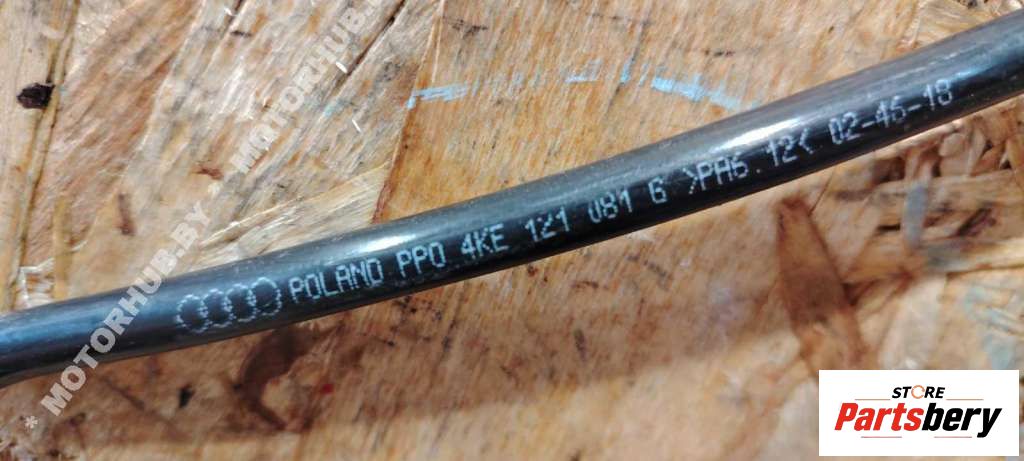 POLAND PPO 4KE 121 081 G >PA6.12< 02-46-18
* MOTORHUB.BY * MOTORHUB.BY
STORE
Partsbery